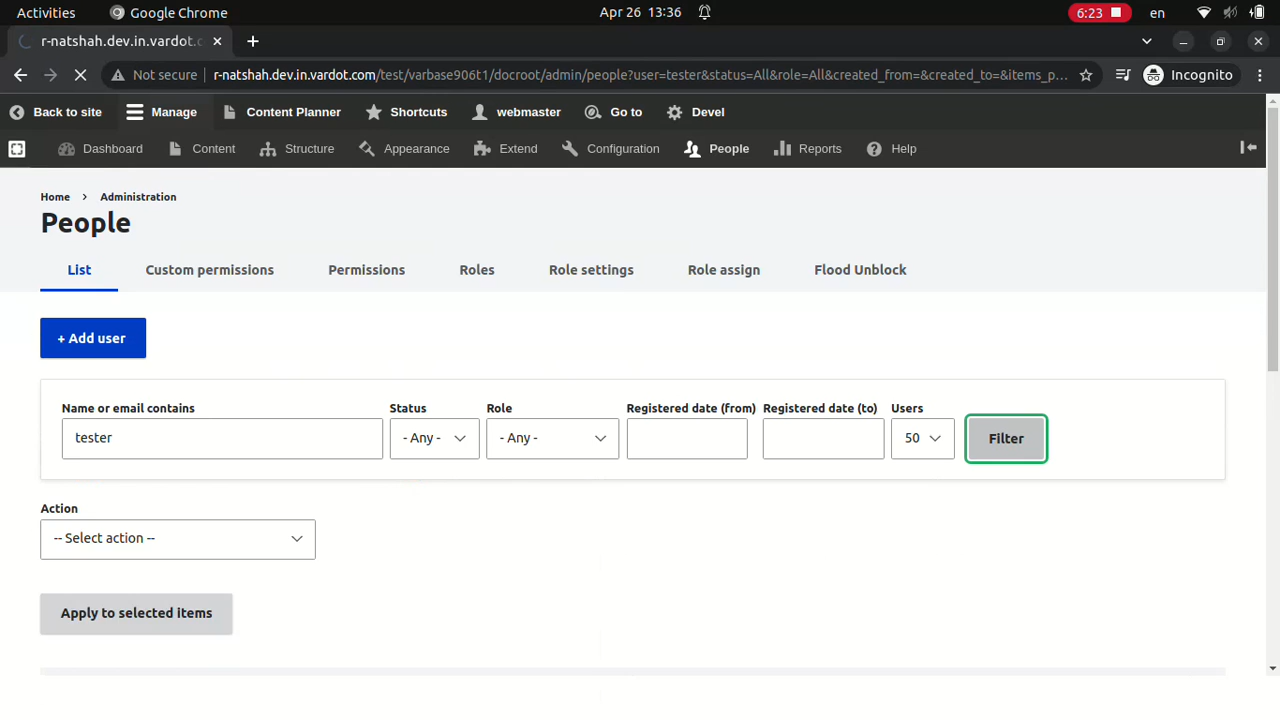 Activities Google Chrome Apr 26 13:36 6:23 en
r-natshah.dev.in.vardot.c
Not secure r-natshah.dev.in.vardot.com/test/varbase906t1/docroot/admin/people?user=tester&status=All&role=All&created_from=&created_to=&items_p... Incognito
Back to site Manage Content Planner Shortcuts webmaster Go to Devel
Dashboard Content Structure Appearance Extend Configuration People Reports Help
Home › Administration
People
List Custom permissions Permissions Roles Role settings Role assign Flood Unblock
+ Add user
Name or email contains Status Role Registered date (from) Registered date (to) Users
tester - Any - - Any - 50 Filter
Action
-- Select action --
Apply to selected items